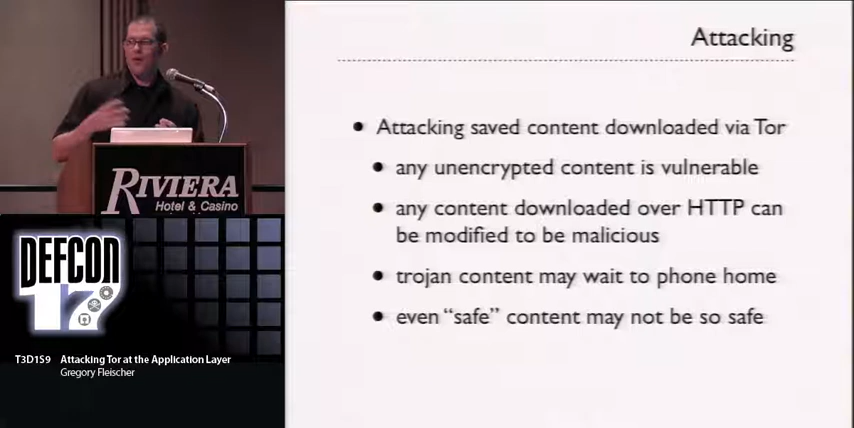 Attacking
• Attacking saved content downloaded via Tor
• any unencrypted content is vulnerable
• any content downloaded over HTTP can
be modified to be malicious
• trojan content may wait to phone home
• even “safe” content may not be so safe
RIVIERA
Hotel & Casino
DEFCON
17
T3D1S9 Attacking Tor at the Application Layer
Gregory Fleischer